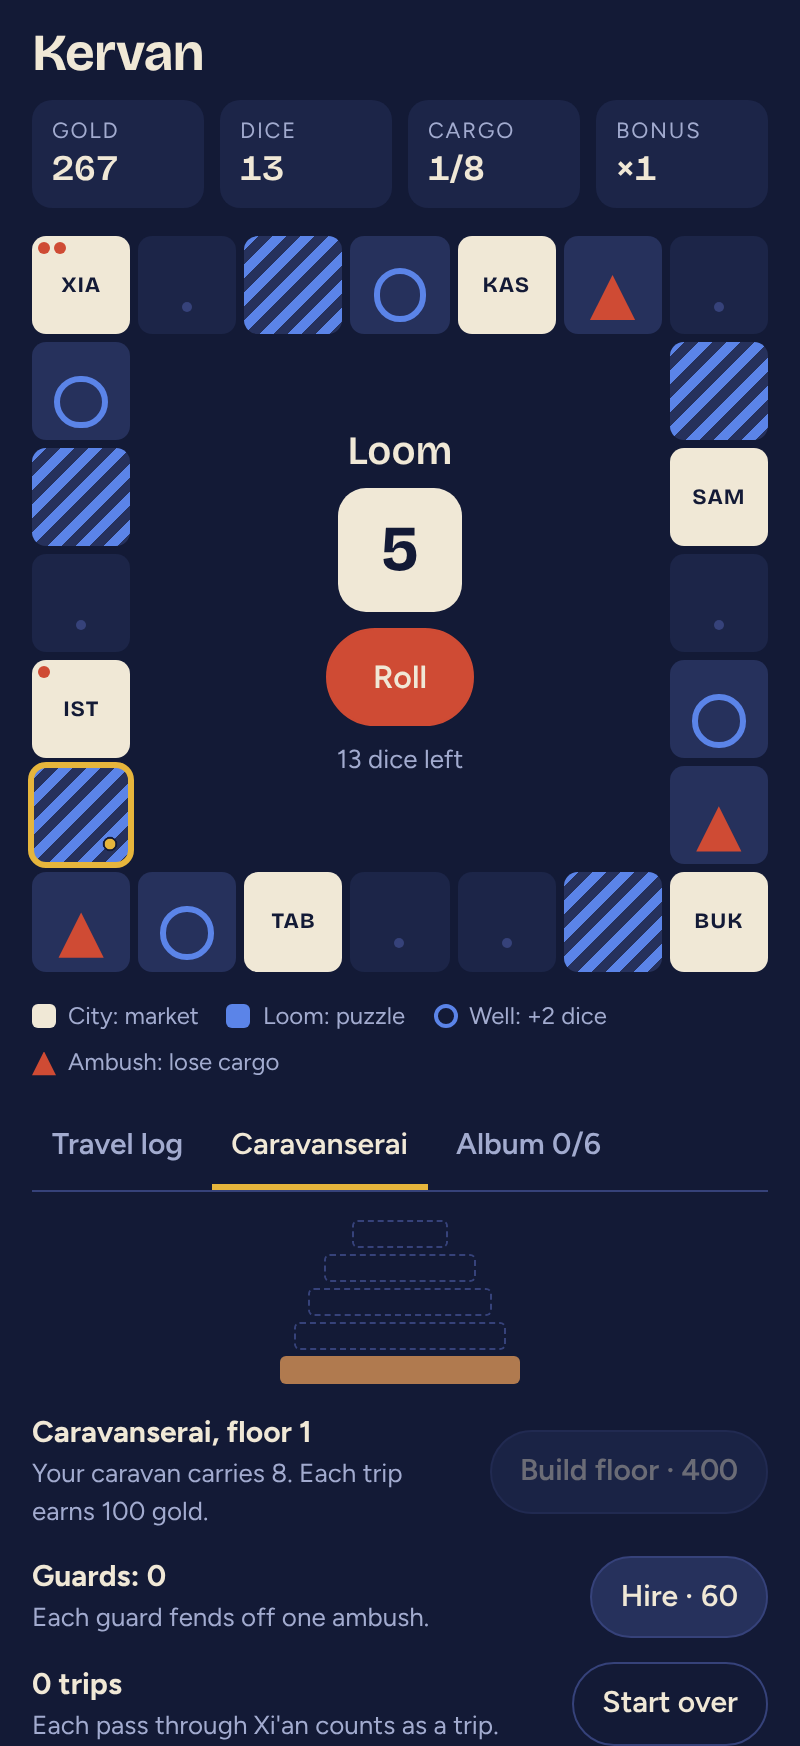 Kervan
GOLD
267
DICE
13
CARGO
1/8
BONUS
×1
XIA
KAS
SAM
IST
TAB
BUK
Loom
5
Roll
13 dice left
City: market
Loom: puzzle
Well: +2 dice
Ambush: lose cargo
Travel log
Caravanserai
Album 0/6
Caravanserai, floor 1
Your caravan carries 8. Each trip
earns 100 gold.
Build floor · 400
Guards: 0
Each guard fends off one ambush.
Hire · 60
0 trips
Each pass through Xi'an counts as a trip.
Start over